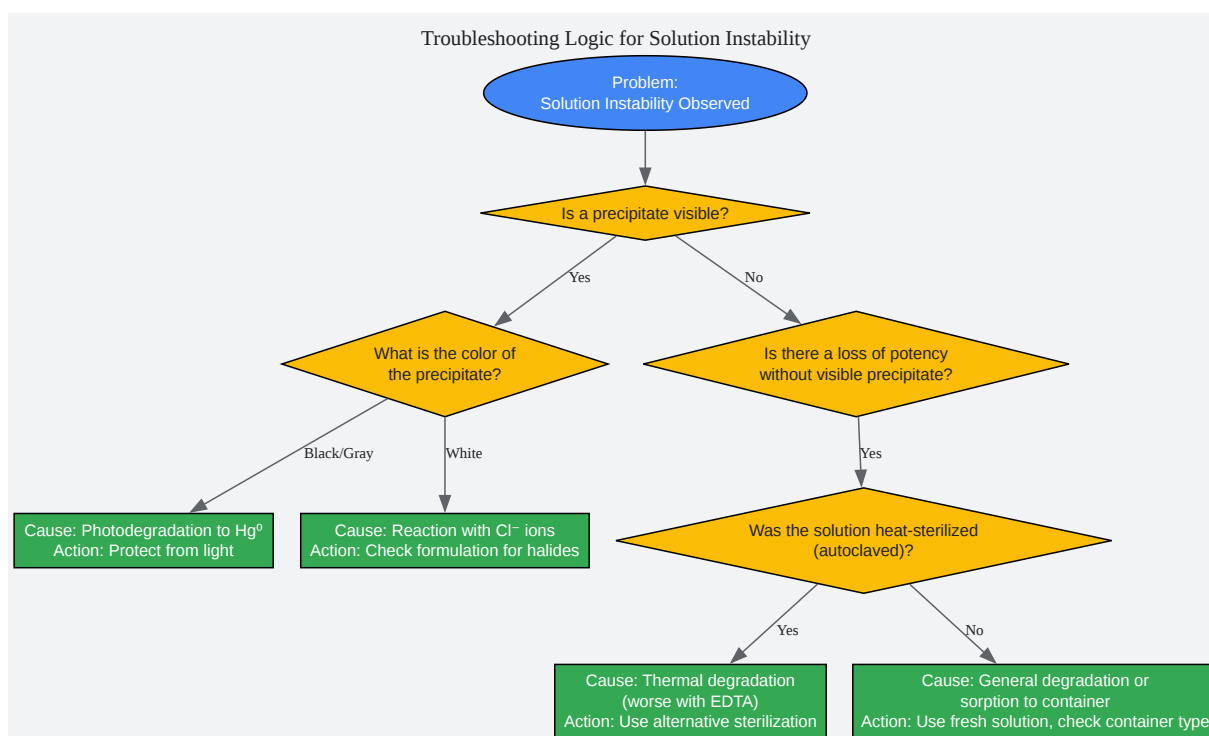 Troubleshooting Logic for Solution Instability
Problem:
Solution Instability Observed
Is a precipitate visible?
Yes
No
What is the color of
the precipitate?
Is there a loss of potency
without visible precipitate?
Black/Gray
White
Yes
Cause: Photodegradation to Hg⁰
Action: Protect from light
Cause: Reaction with Cl⁻ ions
Action: Check formulation for halides
Was the solution heat-sterilized
(autoclaved)?
Yes
No
Cause: Thermal degradation
(worse with EDTA)
Action: Use alternative sterilization
Cause: General degradation or
sorption to container
Action: Use fresh solution, check container type